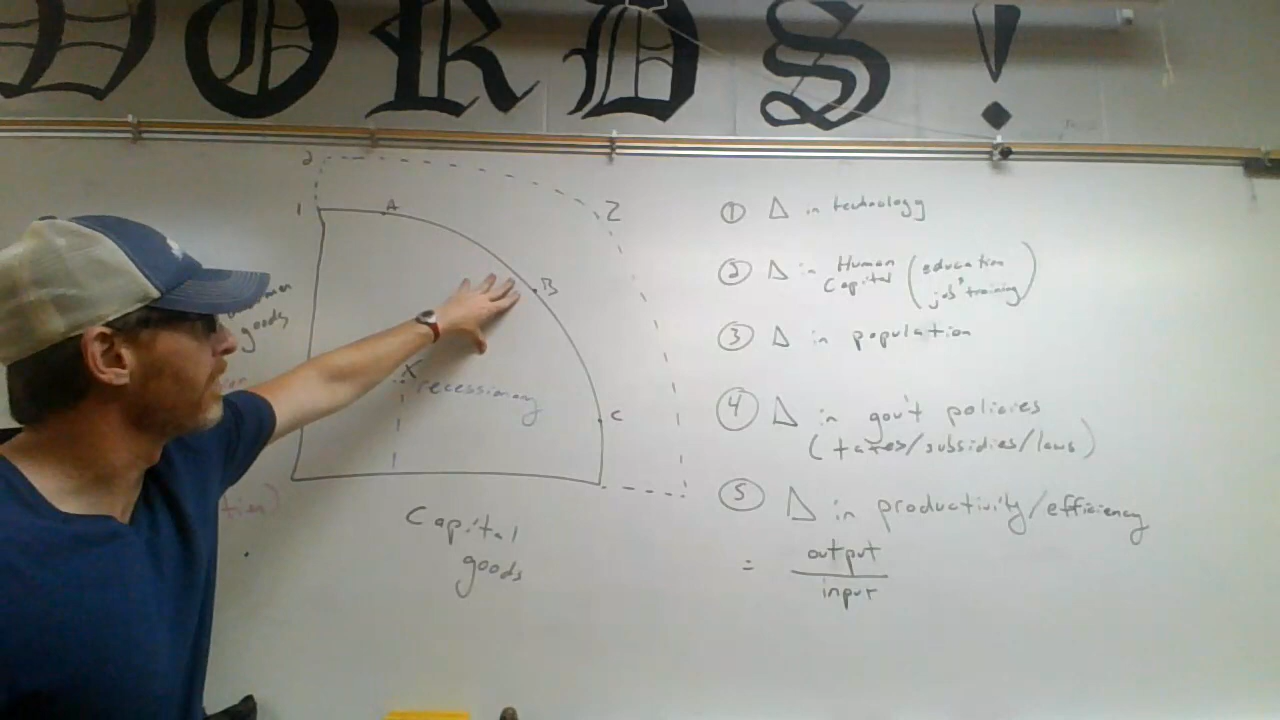 WORDS!
2
1
A
Z
B
goods
X
recessionary
C
Capital
goods
① Δ in technology
② Δ in Human Capital (education
job training)
③ Δ in population
④ Δ in gov't policies
(taxes/subsidies/laws)
⑤ Δ in productivity/efficiency
= output
input